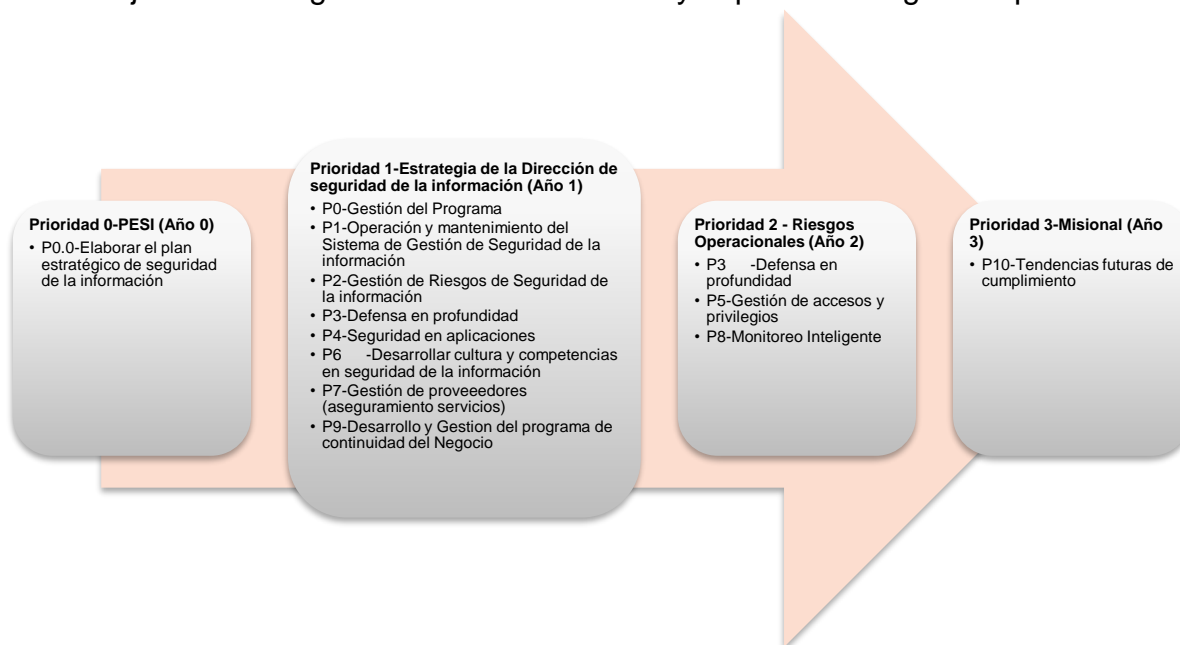 Prioridad 0-PESI (Año 0)
• P0.0-Elaborar el plan
estratégico de seguridad
de la información
Prioridad 1-Estrategia de la Dirección de
seguridad de la información (Año 1)
• P0-Gestión del Programa
• P1-Operación y mantenimiento del
Sistema de Gestión de Seguridad de la
información
• P2-Gestión de Riesgos de Seguridad de
la información
• P3-Defensa en profundidad
• P4-Seguridad en aplicaciones
• P6 -Desarrollar cultura y competencias
en seguridad de la información
• P7-Gestión de proveeedores
(aseguramiento servicios)
• P9-Desarrollo y Gestion del programa de
continuidad del Negocio
Prioridad 2 - Riesgos
Operacionales (Año 2)
• P3 -Defensa en
profundidad
• P5-Gestión de accesos y
privilegios
• P8-Monitoreo Inteligente
Prioridad 3-Misional (Año
3)
• P10-Tendencias futuras de
cumplimiento